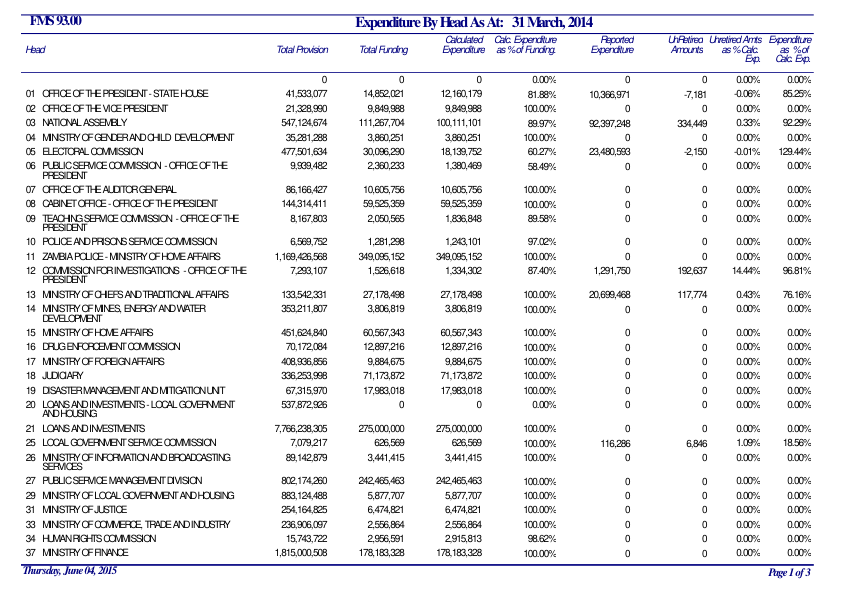 FMS 93.00 Expenditure By Head As At: 31 March, 2014
Calculated Calc. Expenditure Reported UnRetired Unretired Amts Expenditure
Head Total Provision Total Funding Expenditure as % of Funding. Expenditure Amounts as % Calc. as % of
Exp. Calc. Exp.
0 0 0 0.00% 0 0 0.00% 0.00%
01 OFFICE OF THE PRESIDENT - STATE HOUSE 41,533,077 14,852,021 12,160,179 81.88% 10,366,971 -7,181 -0.06% 85.25%
02 OFFICE OF THE VICE PRESIDENT 21,328,990 9,849,988 9,849,988 100.00% 0 0 0.00% 0.00%
03 NATIONAL ASSEMBLY 547,124,674 111,267,704 100,111,101 89.97% 92,397,248 334,449 0.33% 92.29%
04 MINISTRY OF GENDER AND CHILD DEVELOPMENT 35,281,288 3,860,251 3,860,251 100.00% 0 0 0.00% 0.00%
05 ELECTORAL COMMISSION 477,501,634 30,096,290 18,139,752 60.27% 23,480,593 -2,150 -0.01% 129.44%
06 PUBLIC SERVICE COMMISSION - OFFICE OF THE 9,939,482 2,360,233 1,380,469 58.49% 0 0 0.00% 0.00%
PRESIDENT
07 OFFICE OF THE AUDITOR GENERAL 86,166,427 10,605,756 10,605,756 100.00% 0 0 0.00% 0.00%
08 CABINET OFFICE - OFFICE OF THE PRESIDENT 144,314,411 59,525,359 59,525,359 100.00% 0 0 0.00% 0.00%
09 TEACHING SERVICE COMMISSION - OFFICE OF THE 8,167,803 2,050,565 1,836,848 89.58% 0 0 0.00% 0.00%
PRESIDENT
10 POLICE AND PRISONS SERVICE COMMISSION 6,569,752 1,281,298 1,243,101 97.02% 0 0 0.00% 0.00%
11 ZAMBIA POLICE - MINISTRY OF HOME AFFAIRS 1,169,426,568 349,095,152 349,095,152 100.00% 0 0 0.00% 0.00%
12 COMMISSION FOR INVESTIGATIONS - OFFICE OF THE 7,293,107 1,526,618 1,334,302 87.40% 1,291,750 192,637 14.44% 96.81%
PRESIDENT
13 MINISTRY OF CHIEFS AND TRADITIONAL AFFAIRS 133,542,331 27,178,498 27,178,498 100.00% 20,699,468 117,774 0.43% 76.16%
14 MINISTRY OF MINES, ENERGY AND WATER 353,211,807 3,806,819 3,806,819 100.00% 0 0 0.00% 0.00%
DEVELOPMENT
15 MINISTRY OF HOME AFFAIRS 451,624,840 60,567,343 60,567,343 100.00% 0 0 0.00% 0.00%
16 DRUG ENFORCEMENT COMMISSION 70,172,084 12,897,216 12,897,216 100.00% 0 0 0.00% 0.00%
17 MINISTRY OF FOREIGN AFFAIRS 408,936,856 9,884,675 9,884,675 100.00% 0 0 0.00% 0.00%
18 JUDICIARY 336,253,998 71,173,872 71,173,872 100.00% 0 0 0.00% 0.00%
19 DISASTER MANAGEMENT AND MITIGATION UNIT 67,315,970 17,983,018 17,983,018 100.00% 0 0 0.00% 0.00%
20 LOANS AND INVESTMENTS - LOCAL GOVERNMENT 537,872,926 0 0 0.00% 0 0 0.00% 0.00%
AND HOUSING
21 LOANS AND INVESTMENTS 7,766,238,305 275,000,000 275,000,000 100.00% 0 0 0.00% 0.00%
25 LOCAL GOVERNMENT SERVICE COMMISSION 7,079,217 626,569 626,569 100.00% 116,286 6,846 1.09% 18.56%
26 MINISTRY OF INFORMATION AND BROADCASTING 89,142,879 3,441,415 3,441,415 100.00% 0 0 0.00% 0.00%
SERVICES
27 PUBLIC SERVICE MANAGEMENT DIVISION 802,174,260 242,465,463 242,465,463 100.00% 0 0 0.00% 0.00%
29 MINISTRY OF LOCAL GOVERNMENT AND HOUSING 883,124,488 5,877,707 5,877,707 100.00% 0 0 0.00% 0.00%
31 MINISTRY OF JUSTICE 254,164,825 6,474,821 6,474,821 100.00% 0 0 0.00% 0.00%
33 MINISTRY OF COMMERCE, TRADE AND INDUSTRY 236,906,097 2,556,864 2,556,864 100.00% 0 0 0.00% 0.00%
34 HUMAN RIGHTS COMMISSION 15,743,722 2,956,591 2,915,813 98.62% 0 0 0.00% 0.00%
37 MINISTRY OF FINANCE 1,815,000,508 178,183,328 178,183,328 100.00% 0 0 0.00% 0.00%
Thursday, June 04, 2015 Page 1 of 3